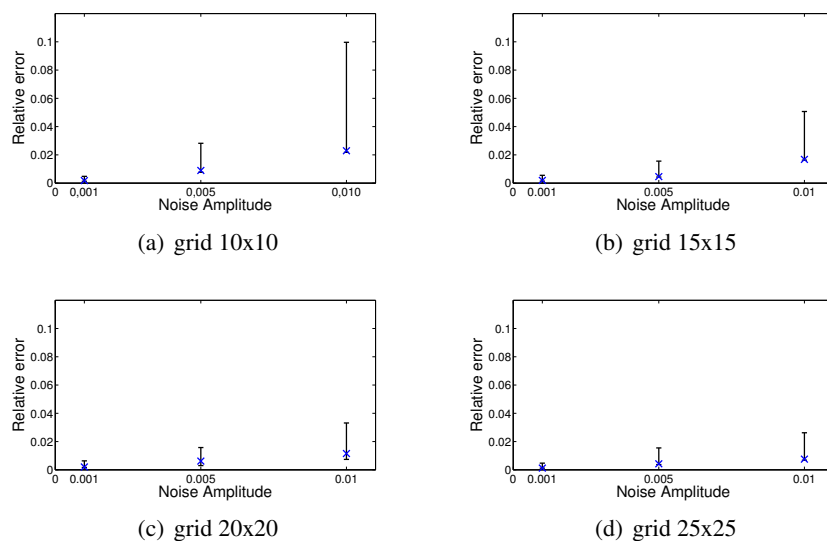 0.1
0.08
0.06
0.04
0.02
0
Relative error
0 0,001 0,005 0,010
Noise Amplitude
(a) grid 10x10
0.1
0.08
0.06
0.04
0.02
0
Relative error
0 0.001 0.005 0.01
Noise Amplitude
(b) grid 15x15
0.1
0.08
0.06
0.04
0.02
0
Relative error
0 0.001 0.005 0.01
Noise Amplitude
(c) grid 20x20
0.1
0.08
0.06
0.04
0.02
0
Relative error
0 0.001 0.005 0.01
Noise Amplitude
(d) grid 25x25